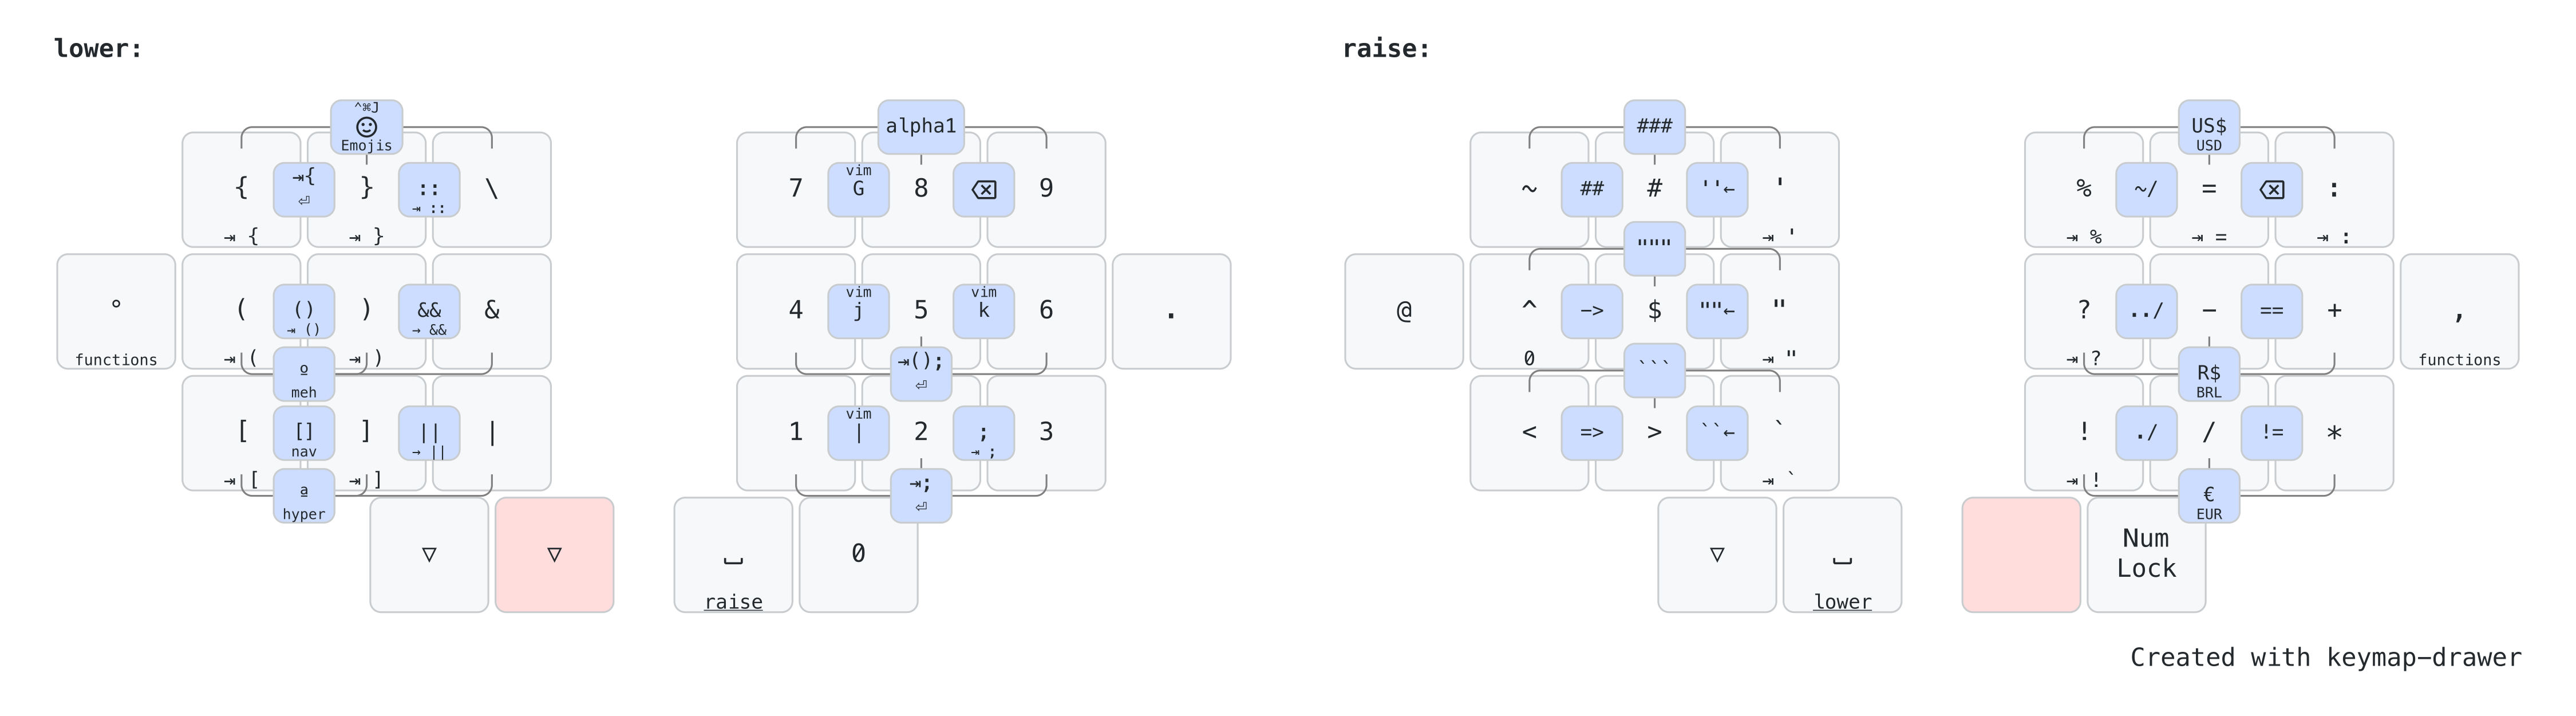 lower:
^⌘J
Emojis
{ ⇥{ } :: \
⏎ ⇥ ::
⇥ { ⇥ }
° ( () ) && &
⇥ () → &&
functions ⇥ ( ⇥ )
º
meh
[ [] ] || |
nav → ||
⇥ [ ⇥ ]
ª
hyper
▽ ▽
alpha1
vim
7 G 8 ⌫ 9
vim vim
4 j 5 k 6 .
⇥();
⏎
vim
1 | 2 ; 3
⇥ ;
⇥;
⏎
␣ 0
raise
raise:
###
~ ## # ''← '
⇥ '
"""
@ ^ -> $ ""← "
0 ⇥ "
```
< => > ``← `
⇥ `
▽ ␣
lower
US$
USD
% ~/ = ⌫ :
⇥ % ⇥ = ⇥ :
? ../ − == + ,
⇥ ? functions
R$
BRL
! ./ / != *
⇥ !
€
EUR
Num
Lock
Created with keymap-drawer